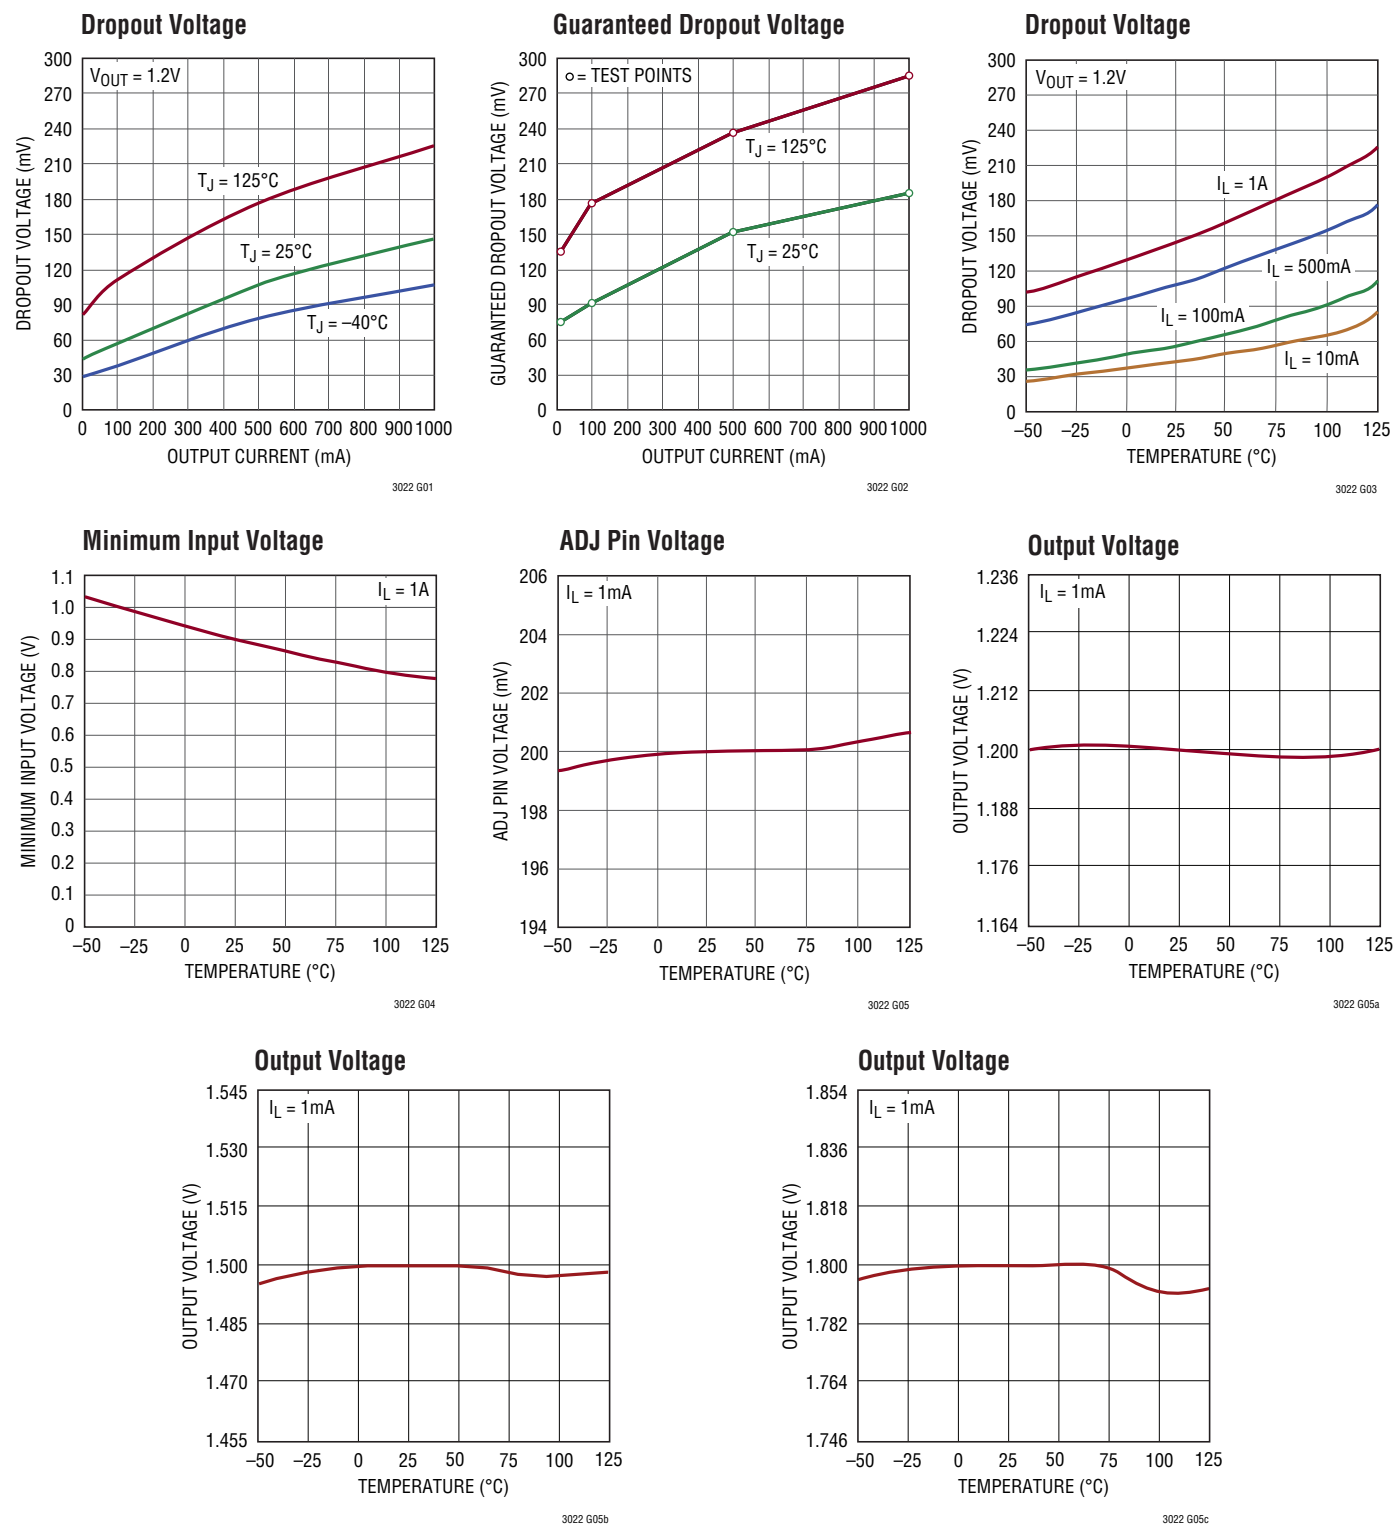 Dropout Voltage
300
270
240
210
180
150
120
90
60
30
0
DROPOUT VOLTAGE (mV)
VOUT = 1.2V
TJ = 125°C
TJ = 25°C
TJ = –40°C
0 100 200 300 400 500 600 700 800 900 1000
OUTPUT CURRENT (mA)
3022 G01
Guaranteed Dropout Voltage
300
270
240
210
180
150
120
90
60
30
0
GUARANTEED DROPOUT VOLTAGE (mV)
= TEST POINTS
TJ = 125°C
TJ = 25°C
0 100 200 300 400 500 600 700 800 900 1000
OUTPUT CURRENT (mA)
3022 G02
Dropout Voltage
300
270
240
210
180
150
120
90
60
30
0
DROPOUT VOLTAGE (mV)
VOUT = 1.2V
IL = 1A
IL = 500mA
IL = 100mA
IL = 10mA
–50 –25 0 25 50 75 100 125
TEMPERATURE (°C)
3022 G03
Minimum Input Voltage
1.1
1.0
0.9
0.8
0.7
0.6
0.5
0.4
0.3
0.2
0.1
0
MINIMUM INPUT VOLTAGE (V)
IL = 1A
–50 –25 0 25 50 75 100 125
TEMPERATURE (°C)
3022 G04
ADJ Pin Voltage
206
204
202
200
198
196
194
ADJ PIN VOLTAGE (mV)
IL = 1mA
–50 –25 0 25 50 75 100 125
TEMPERATURE (°C)
3022 G05
Output Voltage
1.236
1.224
1.212
1.200
1.188
1.176
1.164
OUTPUT VOLTAGE (V)
IL = 1mA
–50 –25 0 25 50 75 100 125
TEMPERATURE (°C)
3022 G05a
Output Voltage
1.545
1.530
1.515
1.500
1.485
1.470
1.455
OUTPUT VOLTAGE (V)
IL = 1mA
–50 –25 0 25 50 75 100 125
TEMPERATURE (°C)
3022 G05b
Output Voltage
1.854
1.836
1.818
1.800
1.782
1.764
1.746
OUTPUT VOLTAGE (V)
IL = 1mA
–50 –25 0 25 50 75 100 125
TEMPERATURE (°C)
3022 G05c